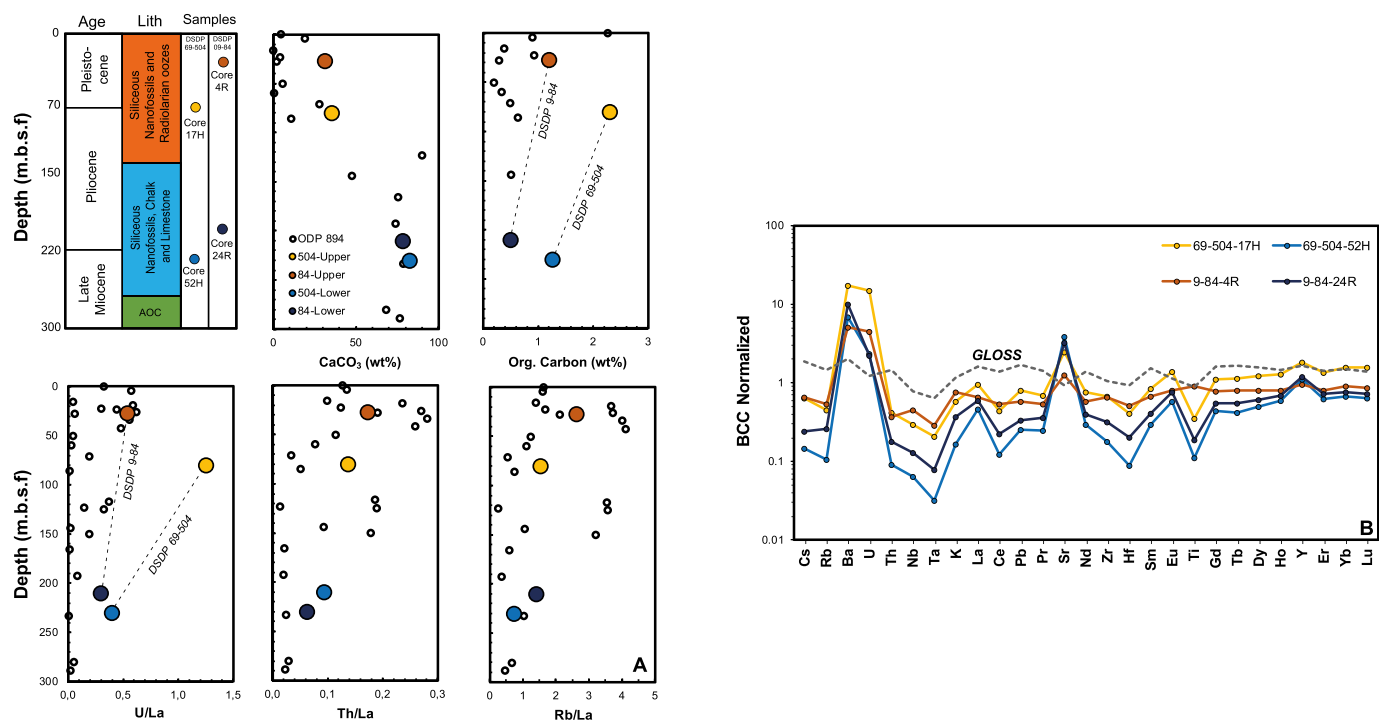 Age
Lith
Samples
DSDP
69-504
DSDP
09-84
Depth (m.b.s.f)
0
70
150
220
300
Pleisto-
cene
Pliocene
Late
Miocene
Siliceous
Nanofossils and
Radiolarian oozes
Siliceous
Nanofossils, Chalk
and Limestone
AOC
Core
17H
Core
52H
Core
4R
Core
24R
ODP 894
504-Upper
84-Upper
504-Lower
84-Lower
0
50
100
CaCO₃ (wt%)
DSDP 9-84
DSDP 69-504
0
1
2
3
Org. Carbon (wt%)
Depth (m.b.s.f)
0
50
100
150
200
250
300
DSDP 9-84
DSDP 69-504
0,0
0,5
1,0
1,5
U/La
0,0
0,1
0,2
0,3
Th/La
0
1
2
3
4
5
Rb/La
A
BCC Normalized
100
10
1
0.1
0.01
69-504-17H
69-504-52H
9-84-4R
9-84-24R
GLOSS
B
Cs
Rb
Ba
U
Th
Nb
Ta
K
La
Ce
Pb
Pr
Sr
Nd
Zr
Hf
Sm
Eu
Ti
Gd
Tb
Dy
Ho
Y
Er
Yb
Lu